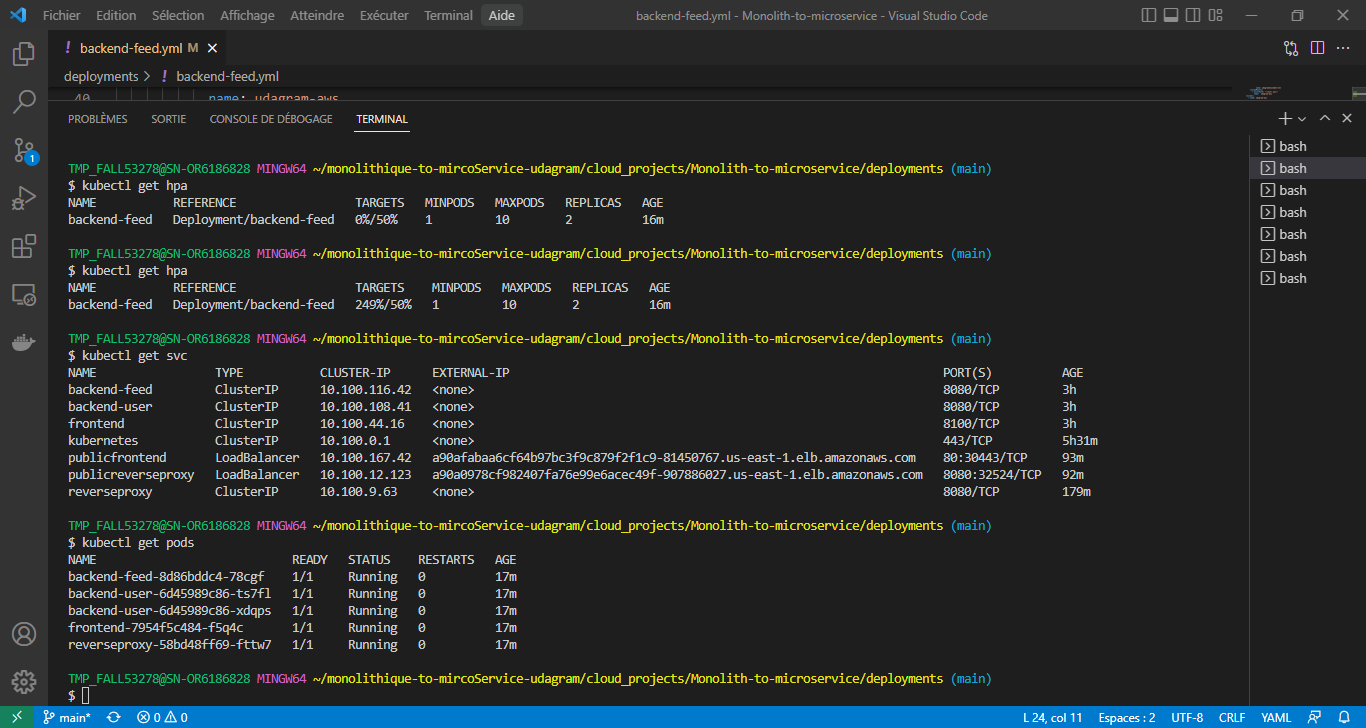 Fichier Edition Sélection Affichage Atteindre Exécuter Terminal Aide backend-feed.yml - Monolith-to-microservice - Visual Studio Code
! backend-feed.yml M
deployments > ! backend-feed.yml
40 name: udagram-aws
PROBLÈMES SORTIE CONSOLE DE DÉBOGAGE TERMINAL
TMP_FALL53278@SN-OR6186828 MINGW64 ~/monolithique-to-mircoService-udagram/cloud_projects/Monolith-to-microservice/deployments (main)
$ kubectl get hpa
NAME REFERENCE TARGETS MINPODS MAXPODS REPLICAS AGE
backend-feed Deployment/backend-feed 0%/50% 1 10 2 16m
TMP_FALL53278@SN-OR6186828 MINGW64 ~/monolithique-to-mircoService-udagram/cloud_projects/Monolith-to-microservice/deployments (main)
$ kubectl get hpa
NAME REFERENCE TARGETS MINPODS MAXPODS REPLICAS AGE
backend-feed Deployment/backend-feed 249%/50% 1 10 2 16m
TMP_FALL53278@SN-OR6186828 MINGW64 ~/monolithique-to-mircoService-udagram/cloud_projects/Monolith-to-microservice/deployments (main)
$ kubectl get svc
NAME TYPE CLUSTER-IP EXTERNAL-IP PORT(S) AGE
backend-feed ClusterIP 10.100.116.42 <none> 8080/TCP 3h
backend-user ClusterIP 10.100.108.41 <none> 8080/TCP 3h
frontend ClusterIP 10.100.44.16 <none> 8100/TCP 3h
kubernetes ClusterIP 10.100.0.1 <none> 443/TCP 5h31m
publicfrontend LoadBalancer 10.100.167.42 a90afabaa6cf64b97bc3f9c879f2f1c9-81450767.us-east-1.elb.amazonaws.com 80:30443/TCP 93m
publicreverseproxy LoadBalancer 10.100.12.123 a90a0978cf982407fa76e99e6acec49f-907886027.us-east-1.elb.amazonaws.com 8080:32524/TCP 92m
reverseproxy ClusterIP 10.100.9.63 <none> 8080/TCP 179m
TMP_FALL53278@SN-OR6186828 MINGW64 ~/monolithique-to-mircoService-udagram/cloud_projects/Monolith-to-microservice/deployments (main)
$ kubectl get pods
NAME READY STATUS RESTARTS AGE
backend-feed-8d86bddc4-78cgf 1/1 Running 0 17m
backend-user-6d45989c86-ts7fl 1/1 Running 0 17m
backend-user-6d45989c86-xdqps 1/1 Running 0 17m
frontend-7954f5c484-f5q4c 1/1 Running 0 17m
reverseproxy-58bd48ff69-fttw7 1/1 Running 0 17m
TMP_FALL53278@SN-OR6186828 MINGW64 ~/monolithique-to-mircoService-udagram/cloud_projects/Monolith-to-microservice/deployments (main)
$
bash
bash
bash
bash
bash
bash
bash
1
main* 0 0 L 24, col 11 Espaces : 2 UTF-8 CRLF YAML